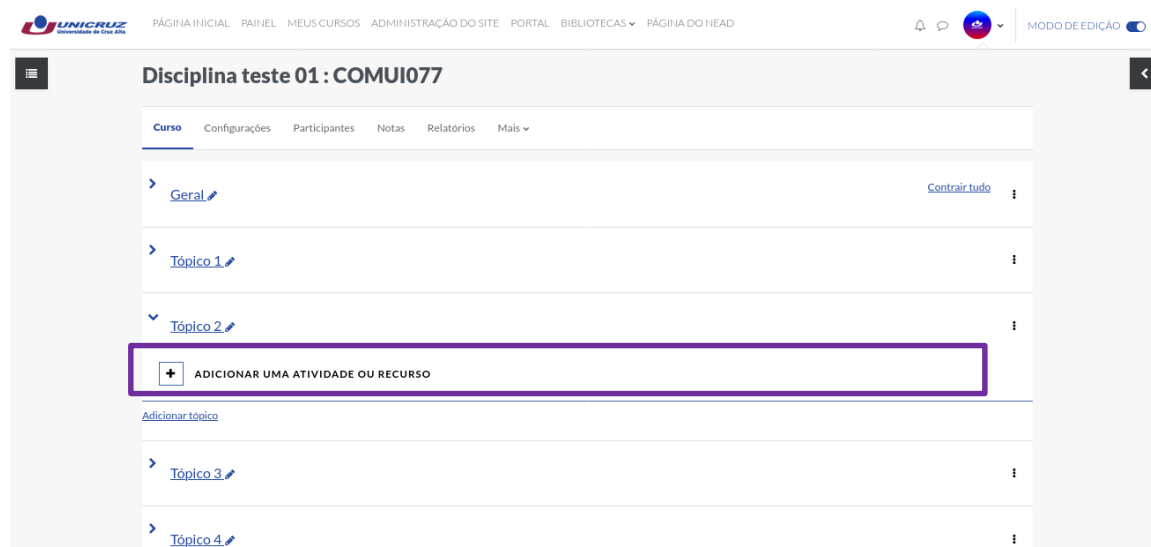 UNICRUZ
Universidade de Cruz Alta
PÁGINA INICIAL PAINEL MEUS CURSOS ADMINISTRAÇÃO DO SITE PORTAL BIBLIOTECAS PÁGINA DO NEAD
MODO DE EDIÇÃO
Disciplina teste 01 : COMUI077
Curso Configurações Participantes Notas Relatórios Mais
Geral
Contrair tudo
Tópico 1
Tópico 2
ADICIONAR UMA ATIVIDADE OU RECURSO
Adicionar tópico
Tópico 3
Tópico 4